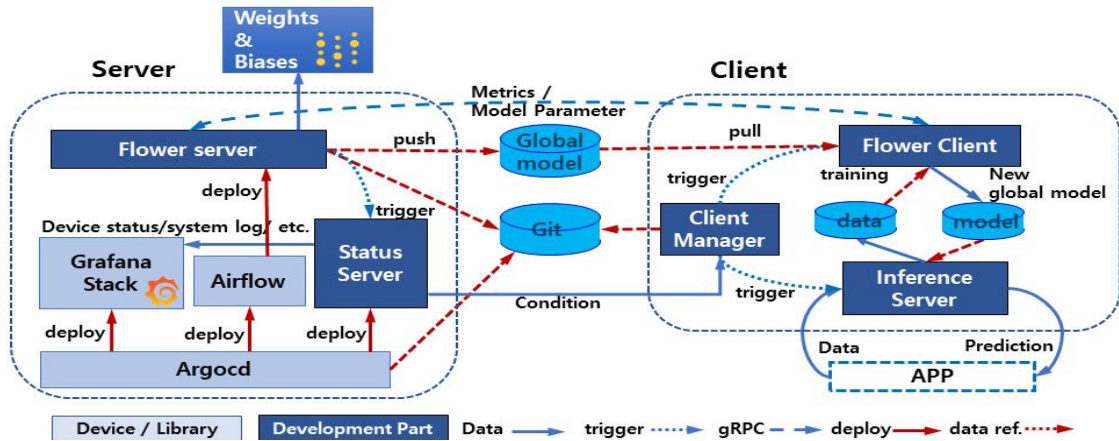 Weights
&
Biases
Server
Client
Metrics /
Model Parameter
Flower server
push
Global
model
pull
Flower Client
deploy
trigger
trigger
training
New
global model
Device status/system log/ etc.
Grafana
Stack
Airflow
Status
Server
Git
Client
Manager
data
model
Inference
Server
Condition
trigger
deploy
deploy
deploy
Data
Prediction
Argocd
APP
Device / Library
Development Part
Data
trigger
gRPC
deploy
data ref.